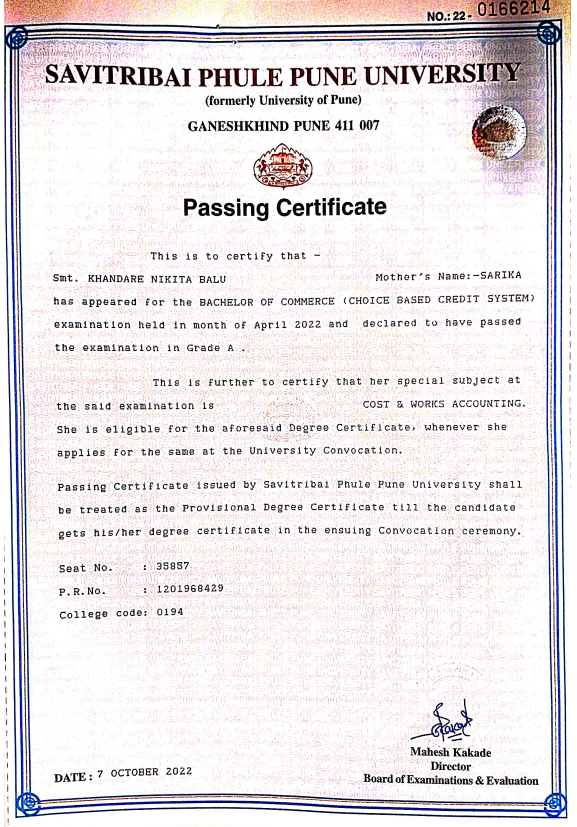 NO.: 22- 0166214
SAVITRIBAI PHULE PUNE UNIVERSITY
(formerly University of Pune)
GANESHKHIND PUNE 411 007
Passing Certificate
This is to certify that -
Smt. KHANDARE NIKITA BALU Mother's Name:-SARIKA
has appeared for the BACHELOR OF COMMERCE (CHOICE BASED CREDIT SYSTEM)
examination held in month of April 2022 and declared to have passed
the examination in Grade A .
This is further to certify that her special subject at
the said examination is COST & WORKS ACCOUNTING.
She is eligible for the aforesaid Degree Certificate, whenever she
applies for the same at the University Convocation.
Passing Certificate issued by Savitribai Phule Pune University shall
be treated as the Provisional Degree Certificate till the candidate
gets his/her degree certificate in the ensuing Convocation ceremony.
Seat No. : 35857
P.R.No. : 1201968429
College code: 0194
Mahesh Kakade
Director
Board of Examinations & Evaluation
DATE : 7 OCTOBER 2022